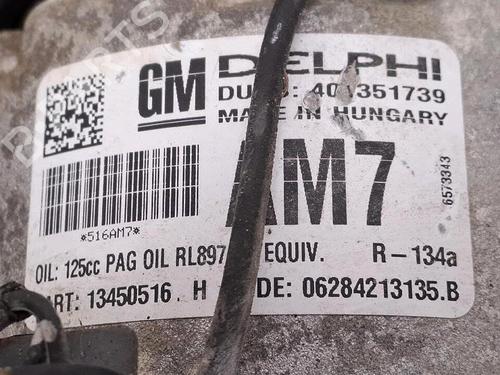 GM DELPHI
401351739
MADE IN HUNGARY
AM7
6573343
*516AM7*
OIL: 125cc PAG OIL RL897 EQUIV. R-134a
13450516 H 06284213135.B